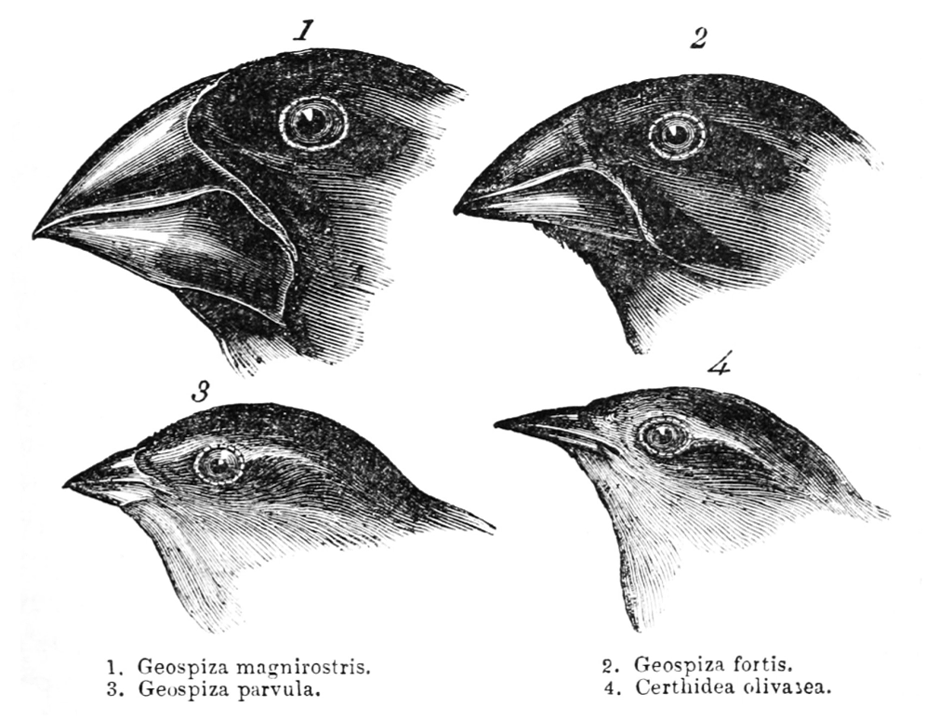 1 2
3 4
1. Geospiza magnirostris. 2. Geospiza fortis.
3. Geospiza parvula. 4. Certhidea olivasea.